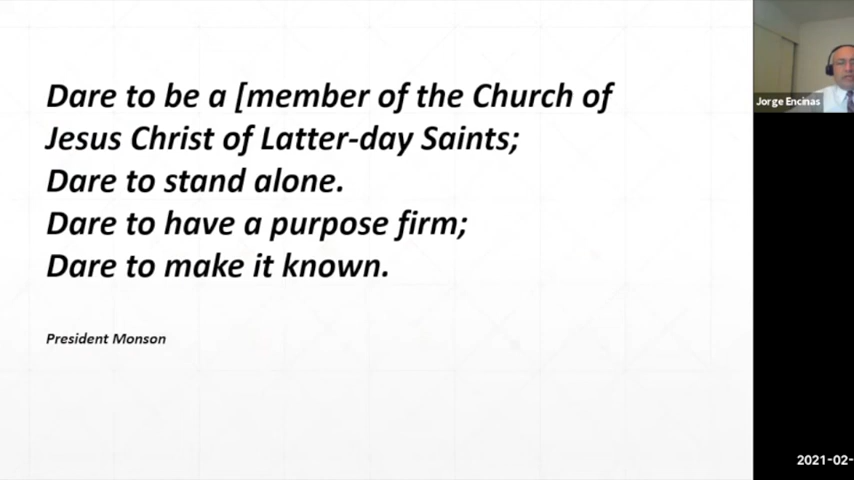 Dare to be a [member of the Church of
Jesus Christ of Latter-day Saints;
Dare to stand alone.
Dare to have a purpose firm;
Dare to make it known.
President Monson
Jorge Encinas
2021-02-